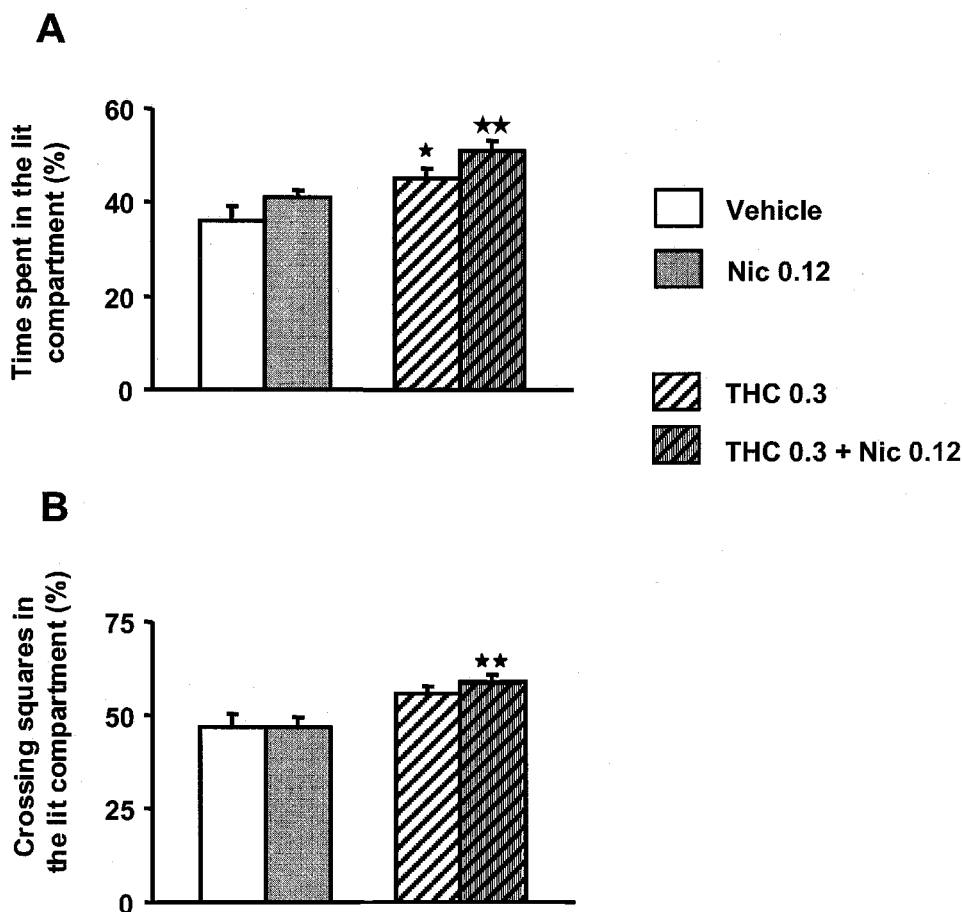 A
Time spent in the lit
compartment (%)
60
40
20
0
★
★★
Vehicle
Nic 0.12
THC 0.3
THC 0.3 + Nic 0.12
B
Crossing squares in
the lit compartment (%)
75
50
25
0
★★